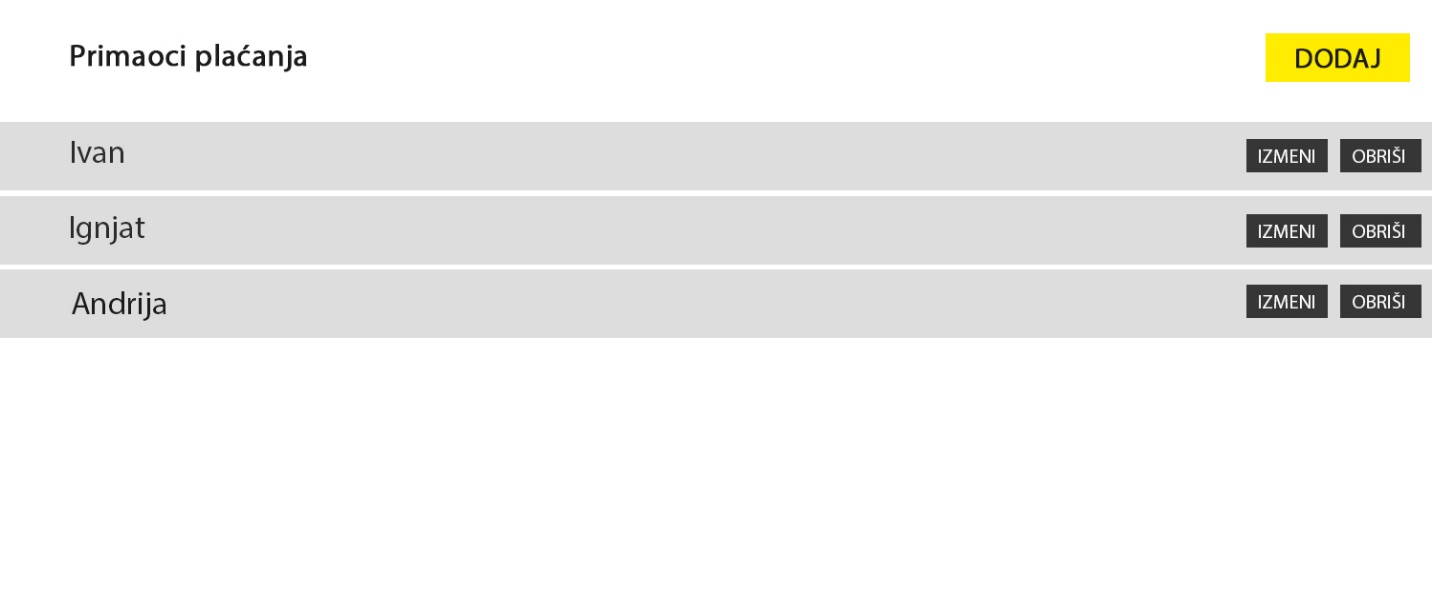 Primaoci plaćanja DODAJ
Ivan IZMENI OBRIŠI
Ignjat IZMENI OBRIŠI
Andrija IZMENI OBRIŠI